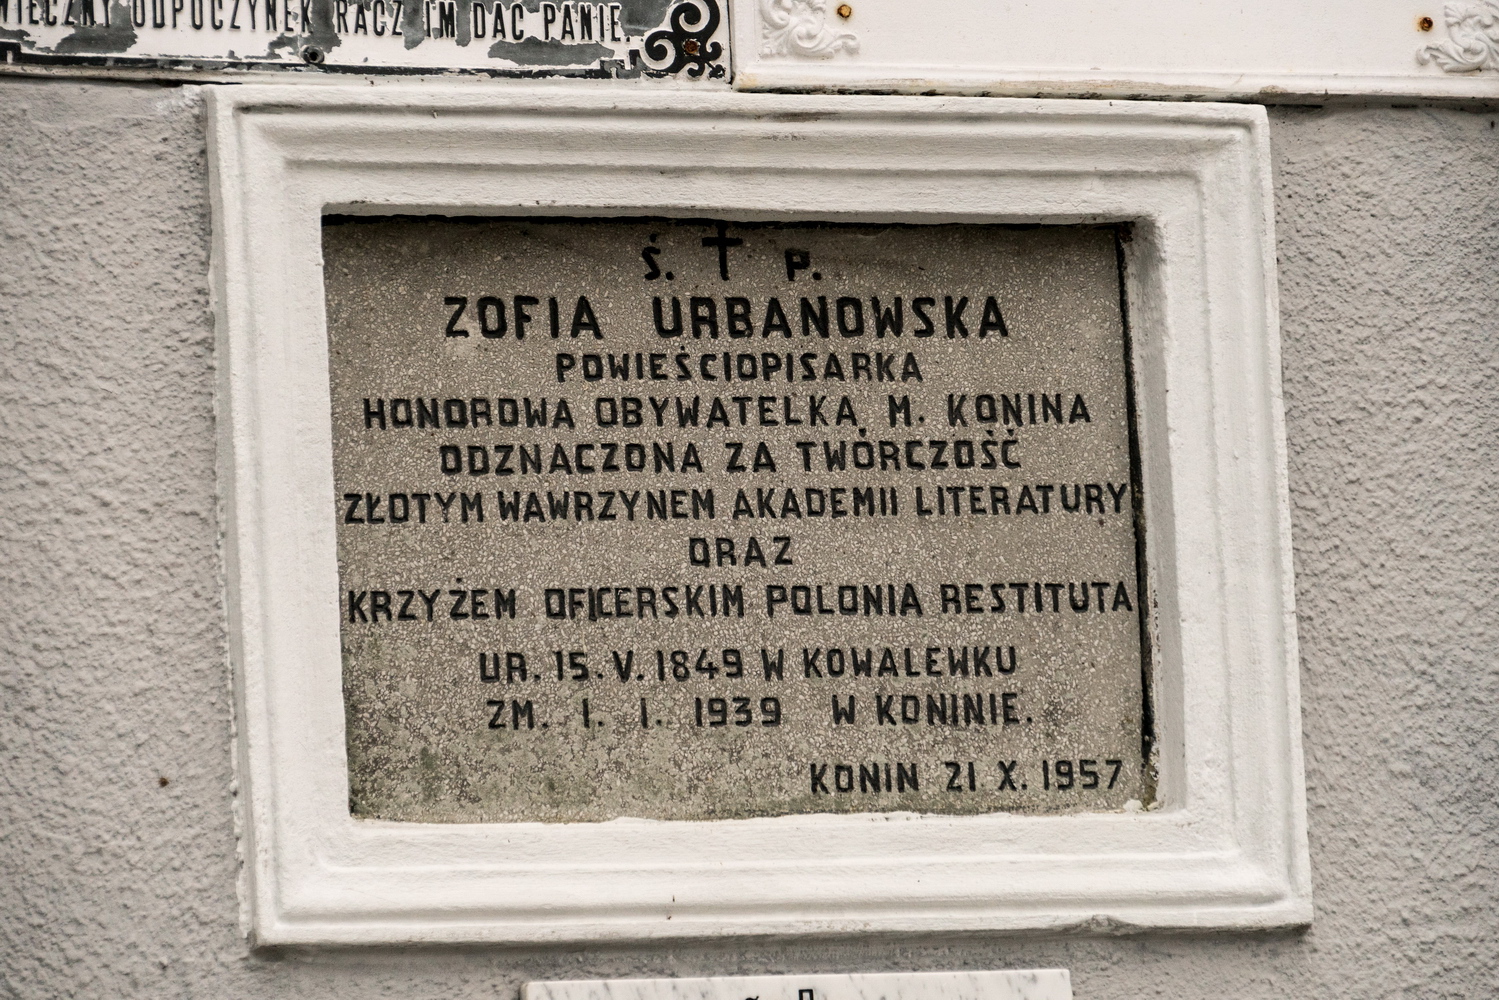 WIECZNY ODPOCZYNEK RACZ IM DAĆ PANIE.
Ś. † P.
ZOFIA URBANOWSKA
POWIEŚCIOPISARKA
HONOROWA OBYWATELKA M. KONINA
ODZNACZONA ZA TWÓRCZOŚĆ
ZŁOTYM WAWRZYNEM AKADEMII LITERATURY
ORAZ
KRZYŻEM OFICERSKIM POLONIA RESTITUTA
UR. 15. V. 1849 W KOWALEWKU
ZM. 1. 1. 1939 W KONINIE.
KONIN 21 X. 1957